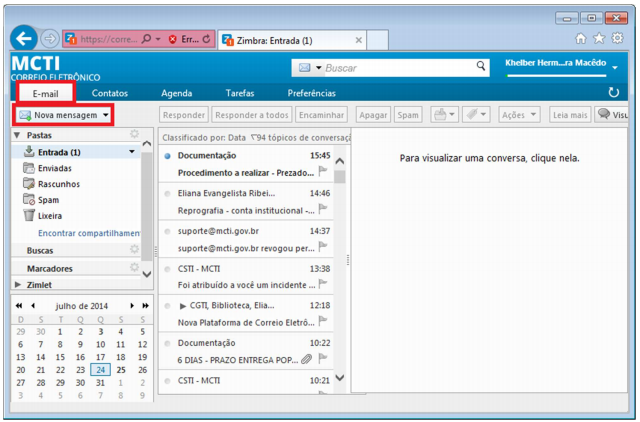 https://corre... Err... Zimbra: Entrada (1)
MCTI
CORREIO ELETRÔNICO
Buscar
Khelber Herm...ra Macêdo
E-mail Contatos Agenda Tarefas Preferências
Nova mensagem Responder Responder a todos Encaminhar Apagar Spam Ações Leia mais Visu
Pastas
Entrada (1)
Enviadas
Rascunhos
Spam
Lixeira
Encontrar compartilhamen
Buscas
Marcadores
Zimlet
julho de 2014
D S T Q Q S S
29 30 1 2 3 4 5
6 7 8 9 10 11 12
13 14 15 16 17 18 19
20 21 22 23 24 25 26
27 28 29 30 31 1 2
3 4 5 6 7 8 9
Classificado por: Data 794 tópicos de conversaç
Documentação 15:45
Procedimento a realizar - Prezado...
Eliana Evangelista Ribei... 14:46
Reprografia - conta institucional -...
suporte@mcti.gov.br 14:37
suporte@mcti.gov.br revogou per...
CSTI - MCTI 13:38
Foi atribuído a você um incidente ...
CGTI, Biblioteca, Elia... 12:18
Nova Plataforma de Correio Eletrô...
Documentação 10:22
6 DIAS - PRAZO ENTREGA POP...
CSTI - MCTI 10:21
Para visualizar uma conversa, clique nela.